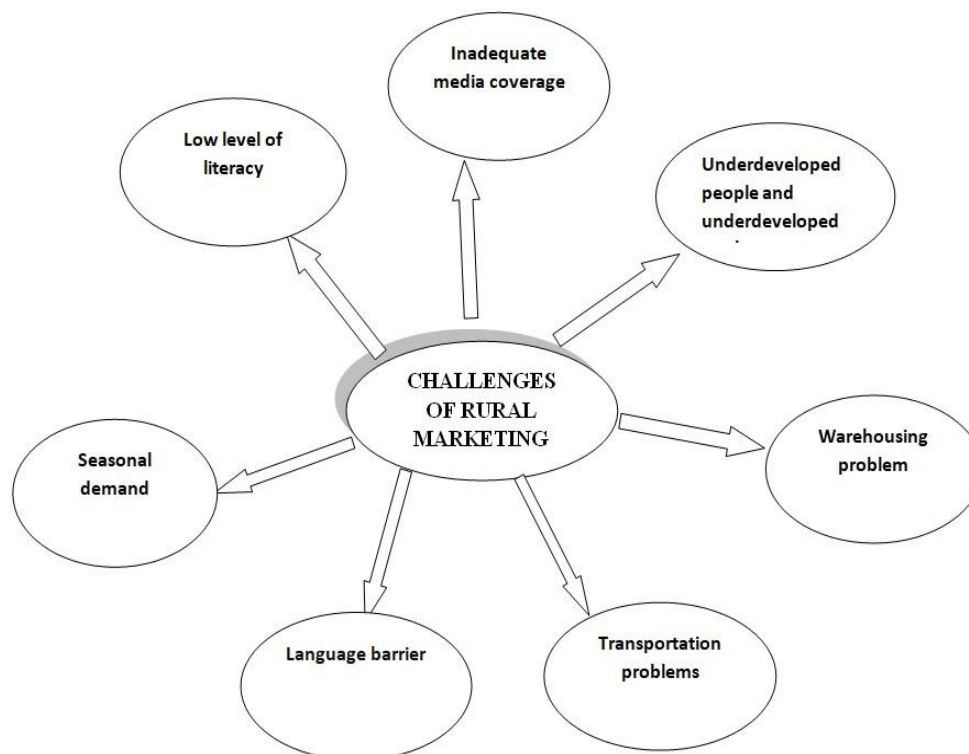 Inadequate
media coverage
Low level of
literacy
Underdeveloped
people and
underdeveloped
CHALLENGES
OF RURAL
MARKETING
Warehousing
problem
Seasonal
demand
Language barrier
Transportation
problems